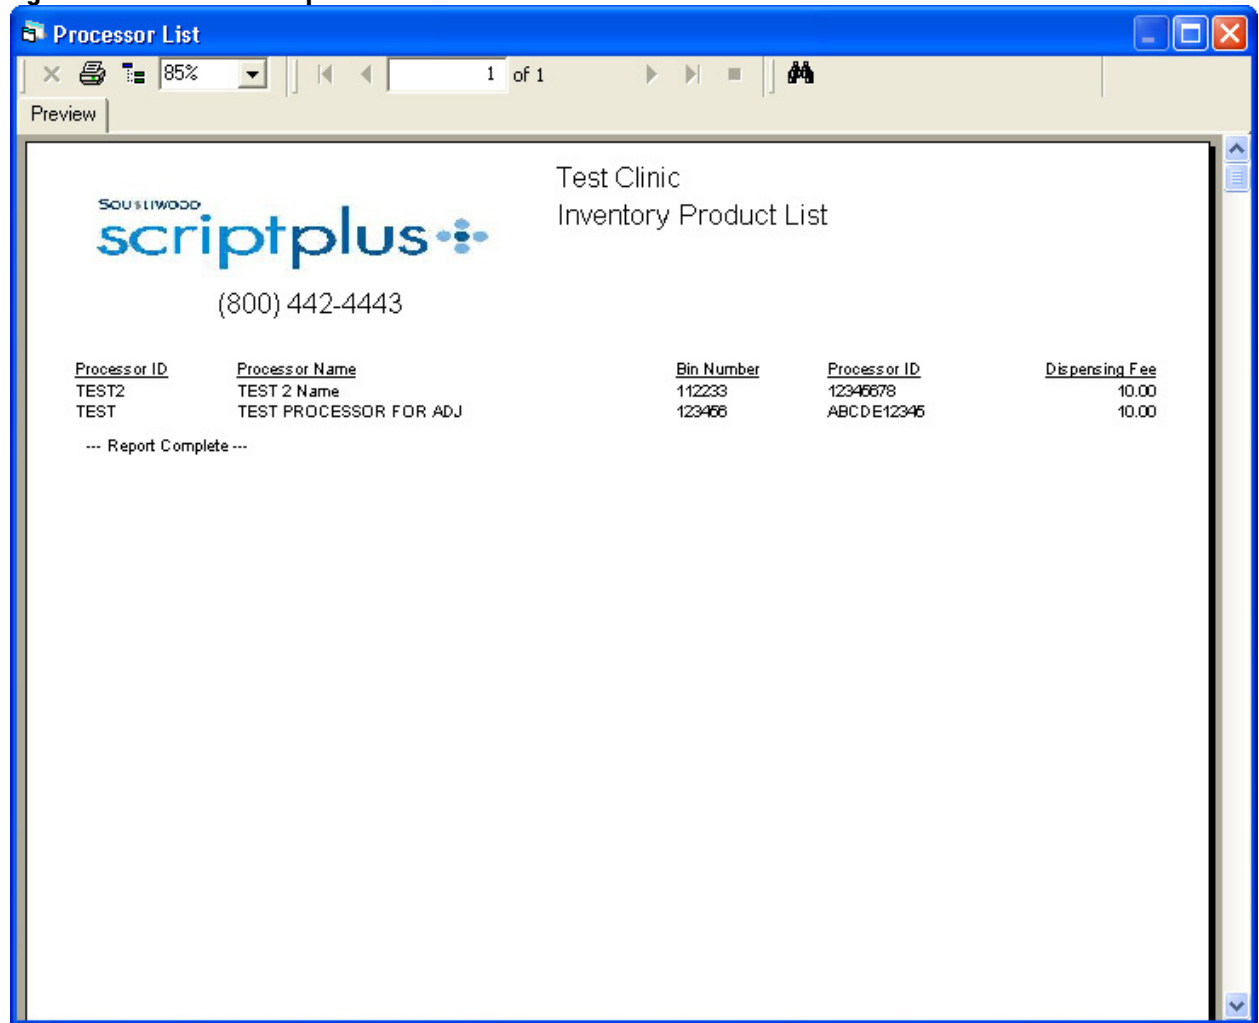 Processor List
85% 1 of 1
Preview
Test Clinic
Inventory Product List
SOUTHWOOD
scriptplus
(800) 442-4443
Processor ID Processor Name Bin Number Processor ID Dispensing Fee
TEST2 TEST 2 Name 112233 12345678 10.00
TEST TEST PROCESSOR FOR ADJ 123456 ABCDE12345 10.00
--- Report Complete ---